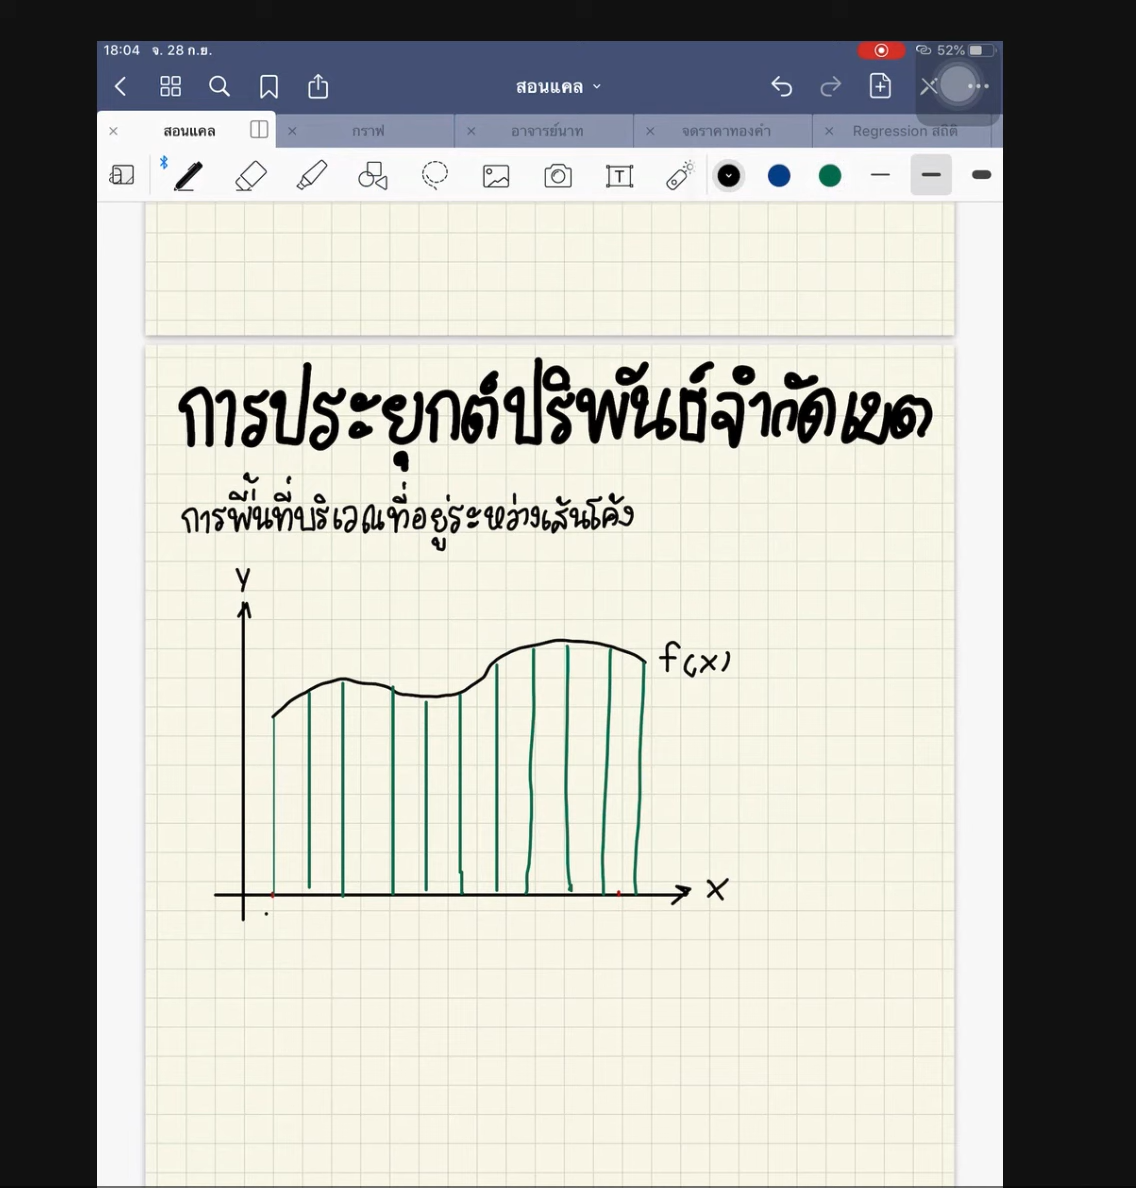 18:04 จ. 28 ก.ย. 52%
สอนแคล
สอนแคล กราฟ อาจารย์นาท จดราคาทองคำ Regression สถิติ
T
การประยุกต์ปริพันธ์จำกัดเขต
การพื้นที่บริเวณที่อยู่ระหว่างเส้นโค้ง
y
f(x)
x